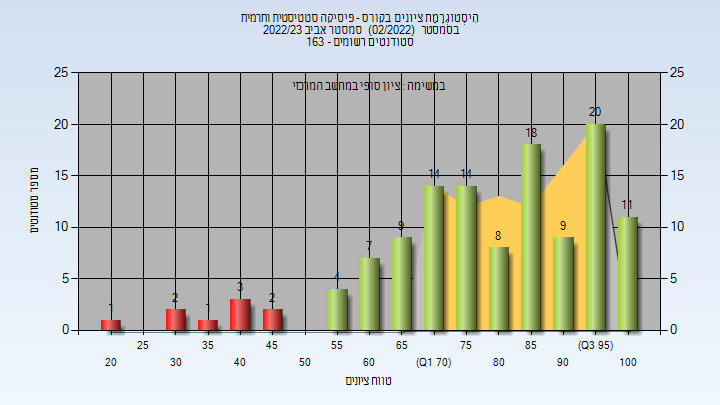 היסטוגרמת ציונים בקורס - פיסיקה סטטיסטית ותרמית
בסמסטר (02/2022) סמסטר אביב 2022/23
סטודנטים רשומים - 163
במשימה : ציון סופי במחשב המרכזי
25 25
20 20
15 15
10 10
5 5
0 0
מספר סטודנטים
1 2 1 3 2 4 7 9 14 14 8 18 9 20 11
25 35 45 55 65 75 85 (Q3 95)
20 30 40 50 60 (Q1 70) 80 90 100
טווח ציונים